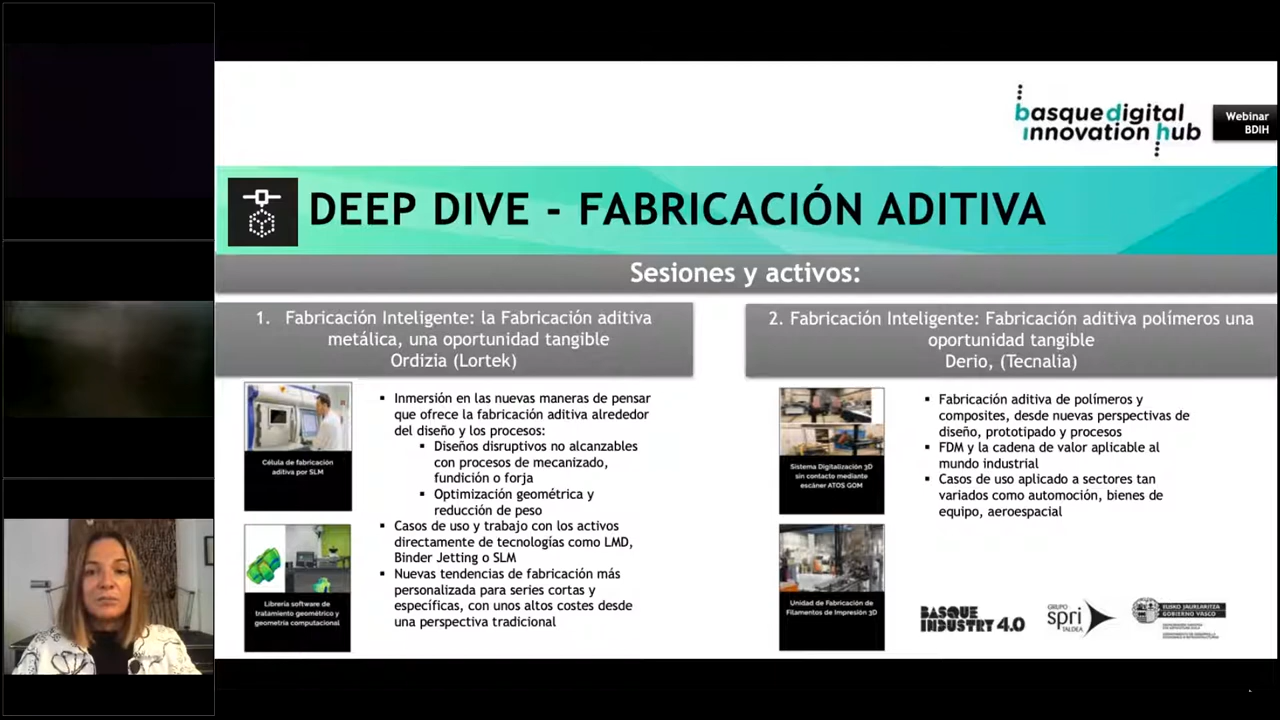 basque digital
innovation hub
Webinar
BDIH
DEEP DIVE - FABRICACIÓN ADITIVA
Sesiones y activos:
1. Fabricación Inteligente: la Fabricación aditiva
metálica, una oportunidad tangible
Ordizia (Lortek)
Célula de fabricación
aditiva por SLM
Librería software de
tratamiento geométrico y
geometría computacional
▪ Inmersión en las nuevas maneras de pensar
que ofrece la fabricación aditiva alrededor
del diseño y los procesos:
▪ Diseños disruptivos no alcanzables
con procesos de mecanizado,
fundición o forja
▪ Optimización geométrica y
reducción de peso
▪ Casos de uso y trabajo con los activos
directamente de tecnologías como LMD,
Binder Jetting o SLM
▪ Nuevas tendencias de fabricación más
personalizada para series cortas y
específicas, con unos altos costes desde
una perspectiva tradicional
2. Fabricación Inteligente: Fabricación aditiva polímeros una
oportunidad tangible
Derio, (Tecnalia)
Sistema Digitalización 3D
sin contacto mediante
escáner ATOS GOM
Unidad de Fabricación de
Filamentos de Impresión 3D
▪ Fabricación aditiva de polímeros y
composites, desde nuevas perspectivas de
diseño, prototipado y procesos
▪ FDM y la cadena de valor aplicable al
mundo industrial
▪ Casos de uso aplicado a sectores tan
variados como automoción, bienes de
equipo, aeroespacial
BASQUE
INDUSTRY 4.0
GRUPO
spri
TALDEA
EUSKO JAURLARITZA
GOBIERNO VASCO